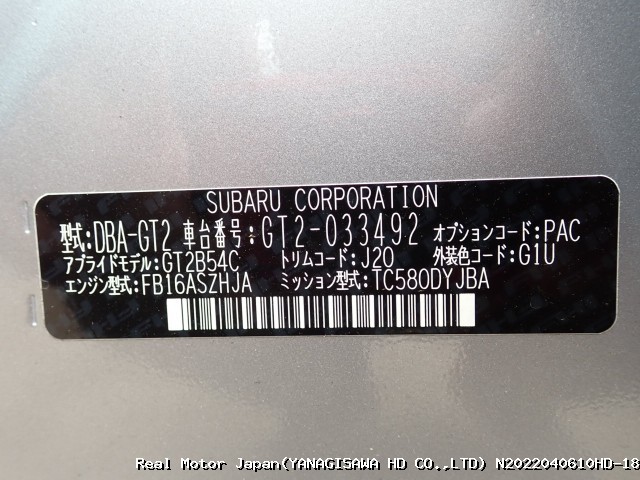 SUBARU CORPORATION
型式:DBA-GT2 車台番号:GT2-033492 オプションコード:PAC
アプライドモデル:GT2B54C トリムコード:J20 外装色コード:G1U
エンジン型式:FB16ASZHJA ミッション型式:TC580DYJBA
Real Motor Japan(YANAGISAWA HD CO.,LTD) N2022040610HD-18